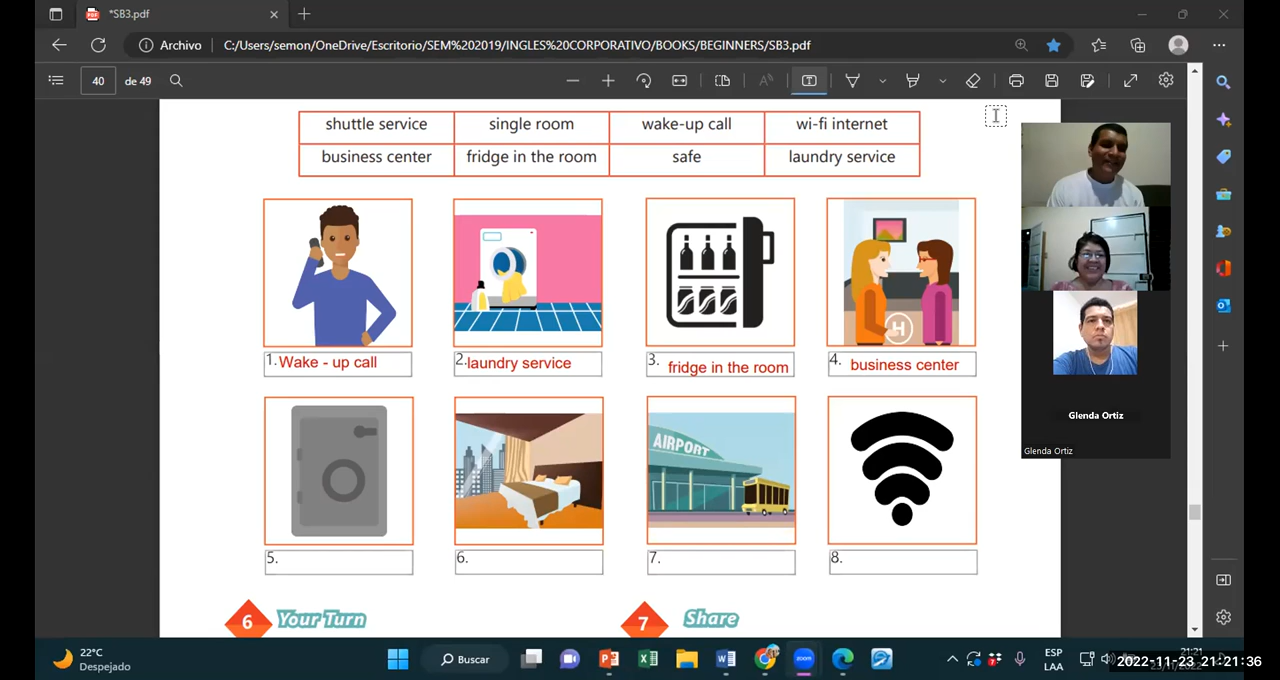 *SB3.pdf
Archivo
C:/Users/semon/OneDrive/Escritorio/SEM%202019/INGLES%20CORPORATIVO/BOOKS/BEGINNERS/SB3.pdf
40 de 49
shuttle service single room wake-up call wi-fi internet
business center fridge in the room safe laundry service
1. Wake - up call 2. laundry service 3. fridge in the room 4. business center
H
AIRPORT
5. 6. 7. 8.
6 Your Turn 7 Share
Glenda Ortiz
Glenda Ortiz
22°C
Despejado
Buscar
ESP
LAA
21:21
2022-11-23 21:21:36